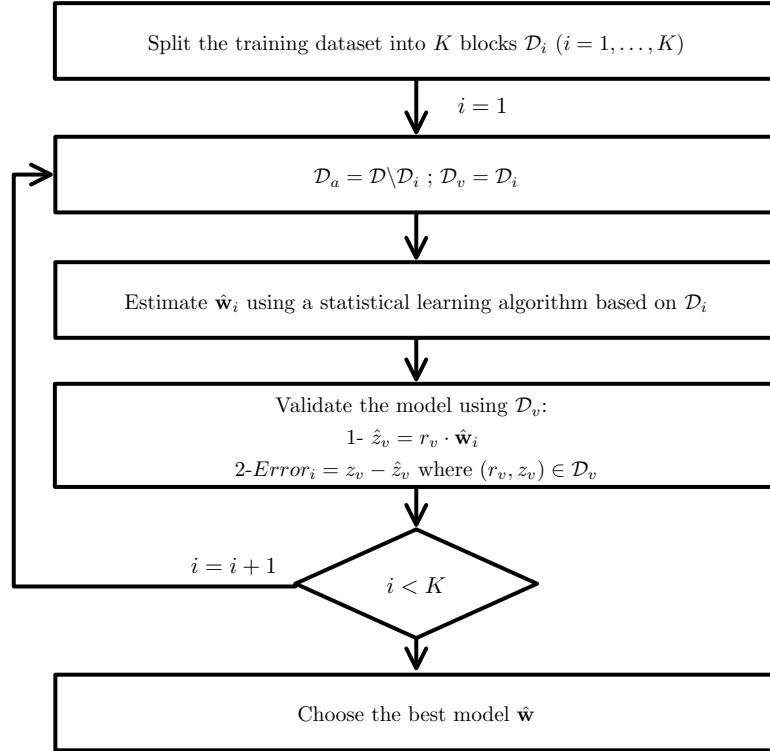 Split the training dataset into K blocks 𝒟ᵢ (i = 1, . . . , K)
i = 1
𝒟ₐ = 𝒟\𝒟ᵢ ; 𝒟ᵥ = 𝒟ᵢ
Estimate ŵᵢ using a statistical learning algorithm based on 𝒟ᵢ
Validate the model using 𝒟ᵥ:
1- ẑᵥ = rᵥ · ŵᵢ
2-Errorᵢ = zᵥ − ẑᵥ where (rᵥ, zᵥ) ∈ 𝒟ᵥ
i = i + 1
i < K
Choose the best model ŵ